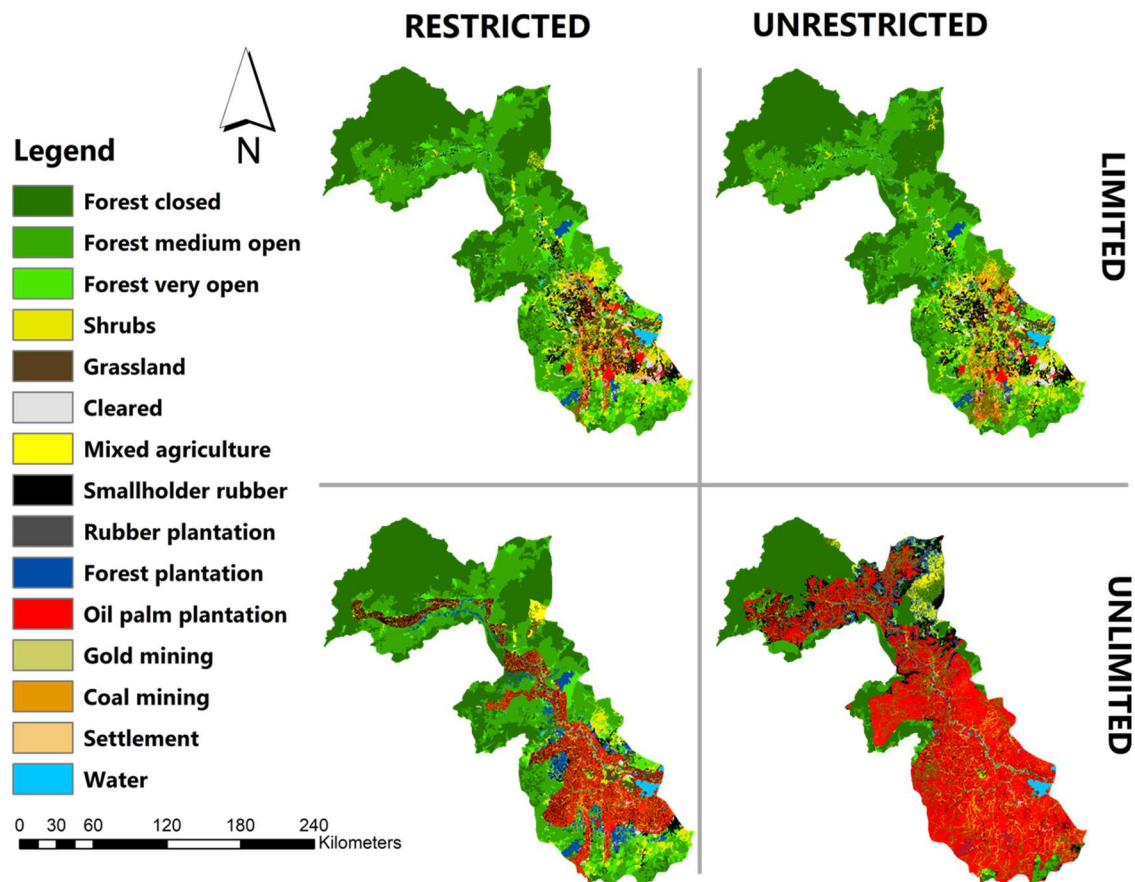 RESTRICTED
UNRESTRICTED
N
Legend
Forest closed
Forest medium open
Forest very open
Shrubs
Grassland
Cleared
Mixed agriculture
Smallholder rubber
Rubber plantation
Forest plantation
Oil palm plantation
Gold mining
Coal mining
Settlement
Water
0 30 60 120 180 240
Kilometers
LIMITED
UNLIMITED